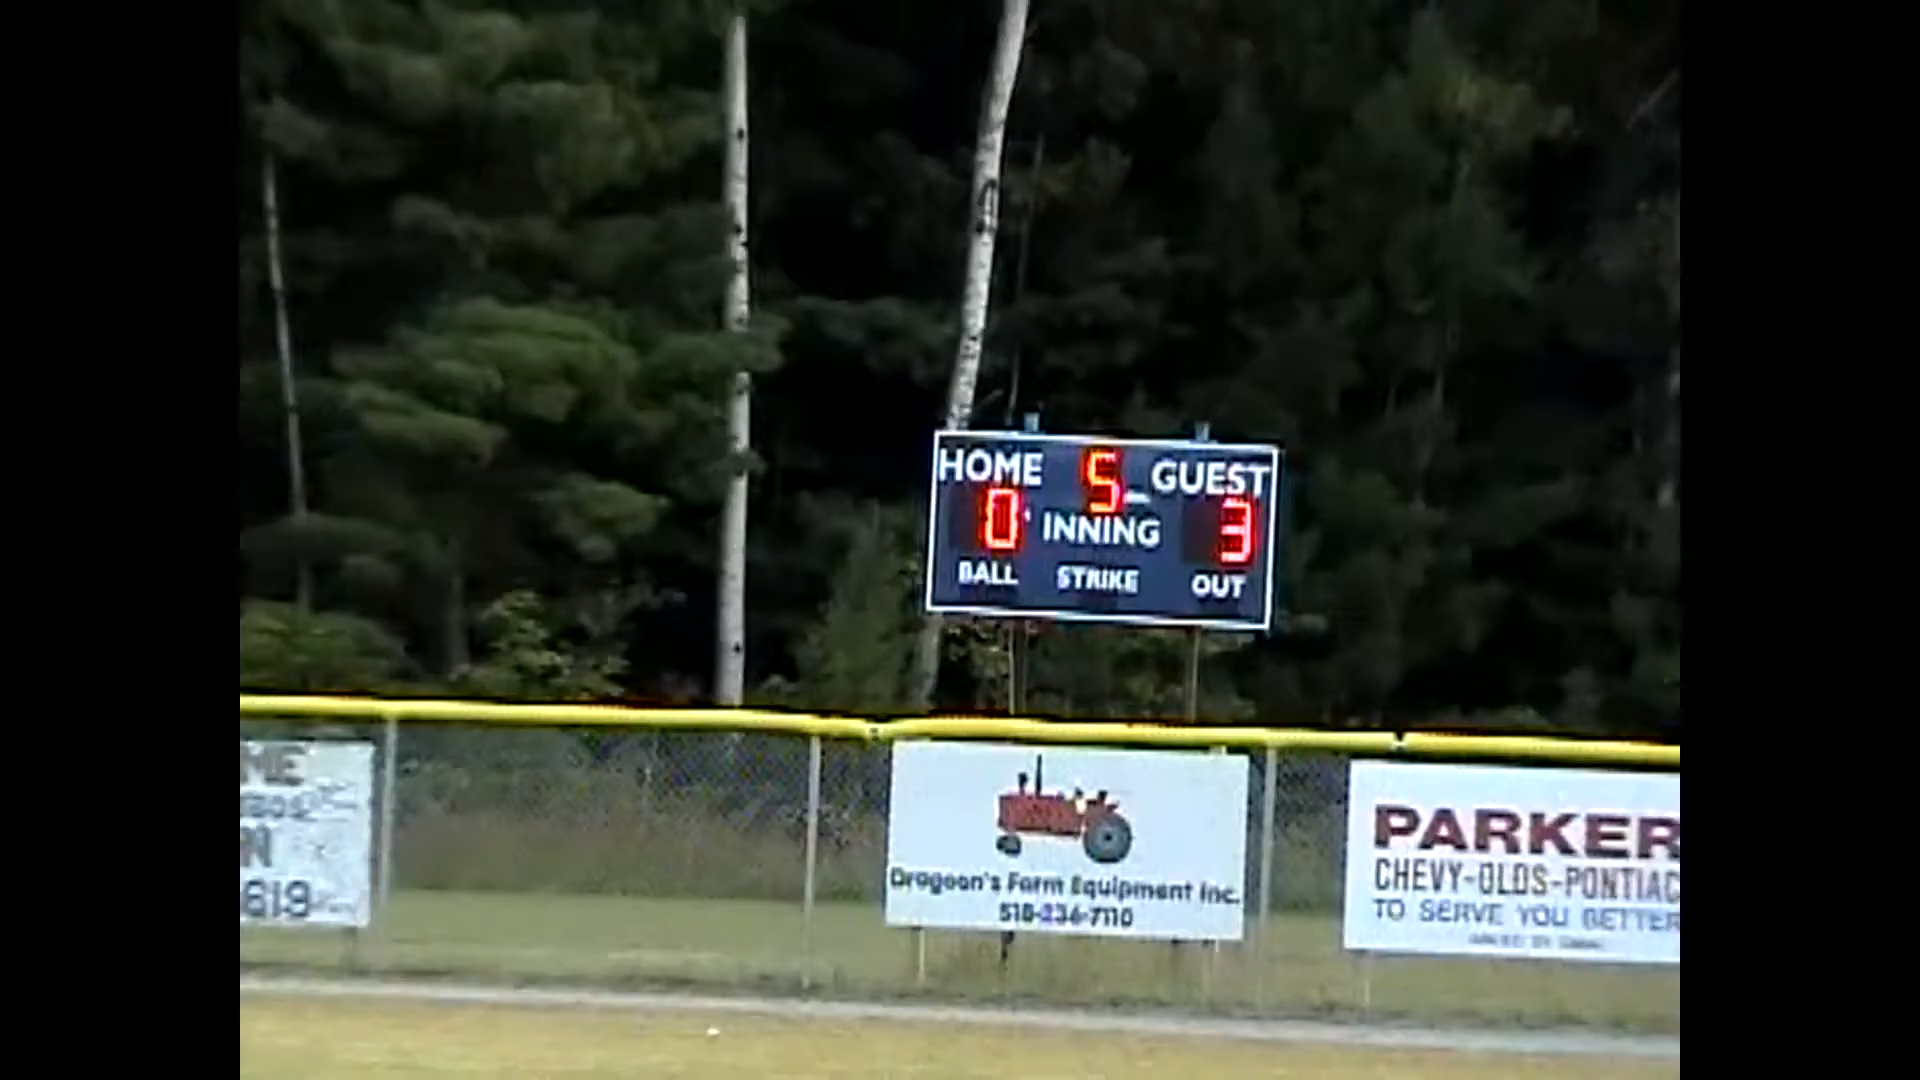 HOME 5 GUEST
0 INNING 3
BALL STRIKE OUT
Dragoon's Farm Equipment Inc.
518-236-7110
PARKER
CHEVY-OLDS-PONTIAC
TO SERVE YOU BETTER
N
8619